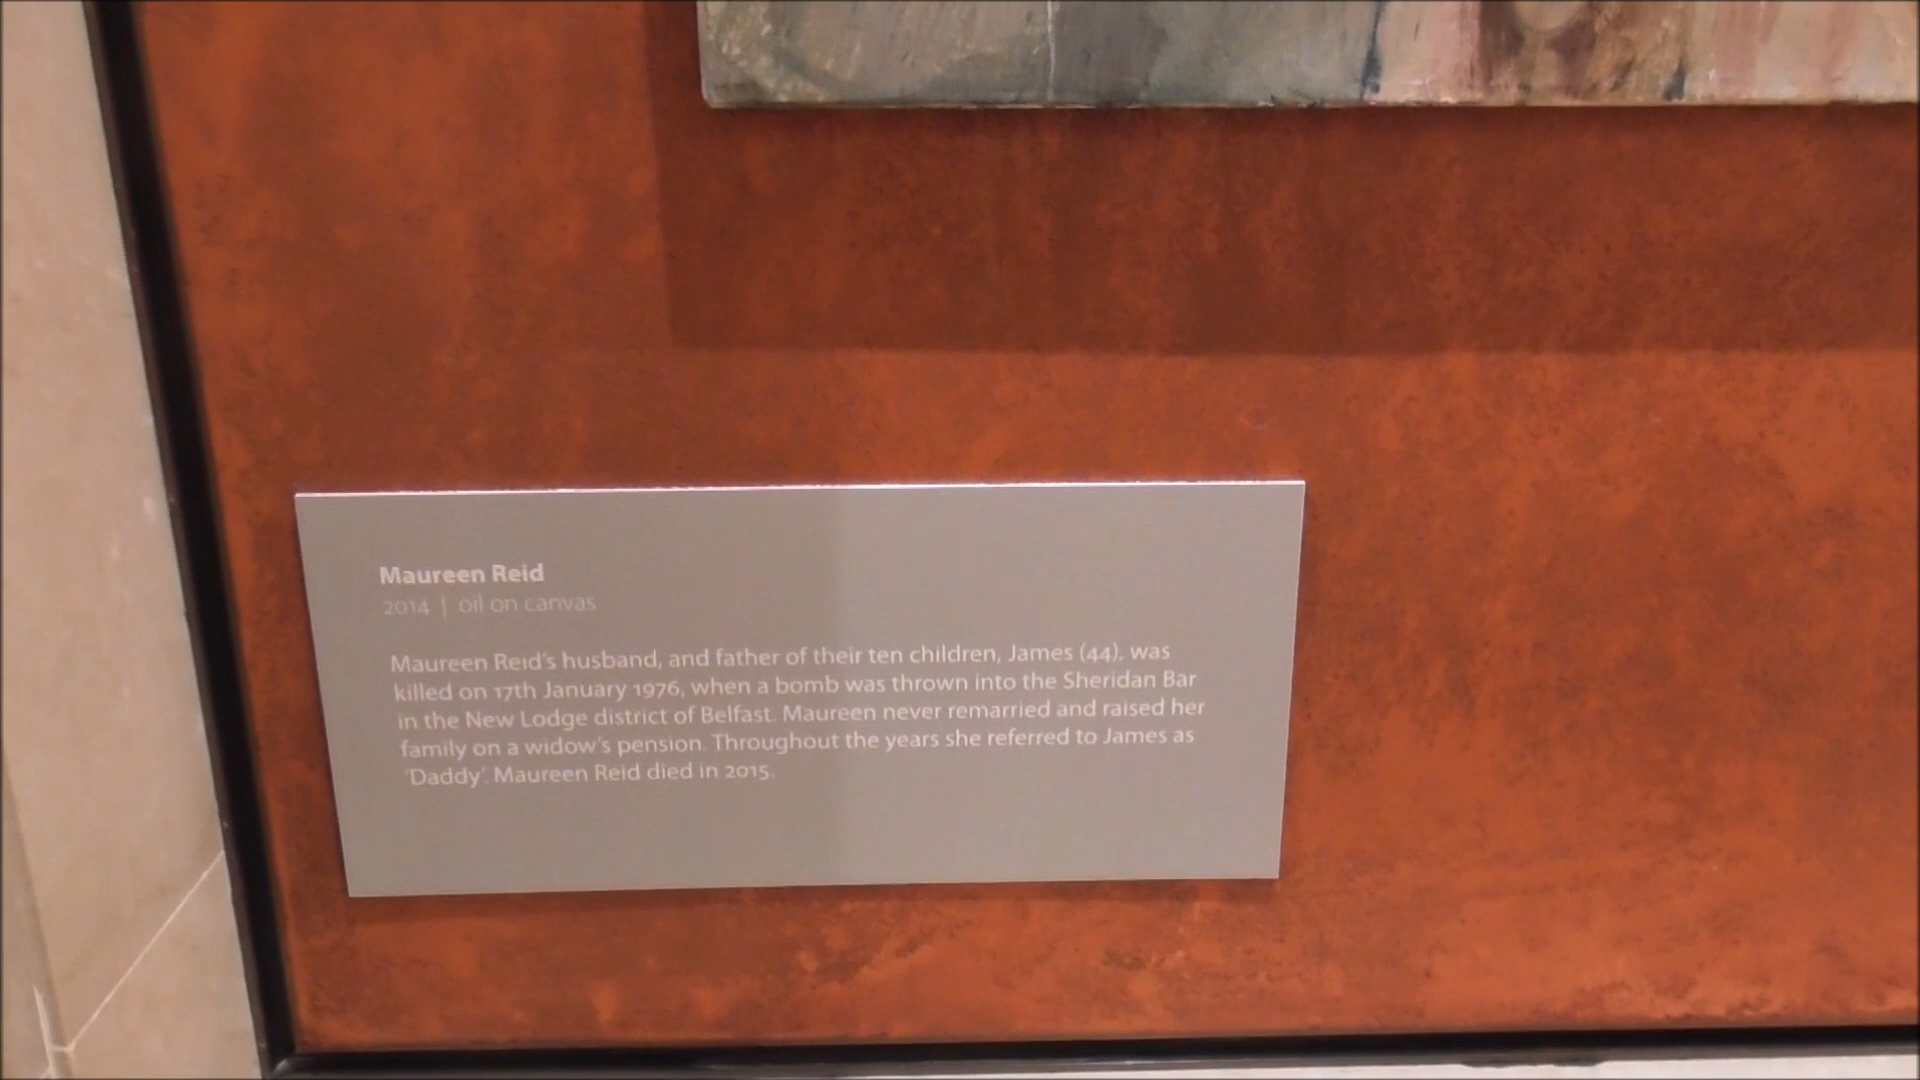 Maureen Reid
2014 | oil on canvas
Maureen Reid's husband, and father of their ten children, James (44), was
killed on 17th January 1976, when a bomb was thrown into the Sheridan Bar
in the New Lodge district of Belfast. Maureen never remarried and raised her
family on a widow's pension. Throughout the years she referred to James as
'Daddy'. Maureen Reid died in 2015.